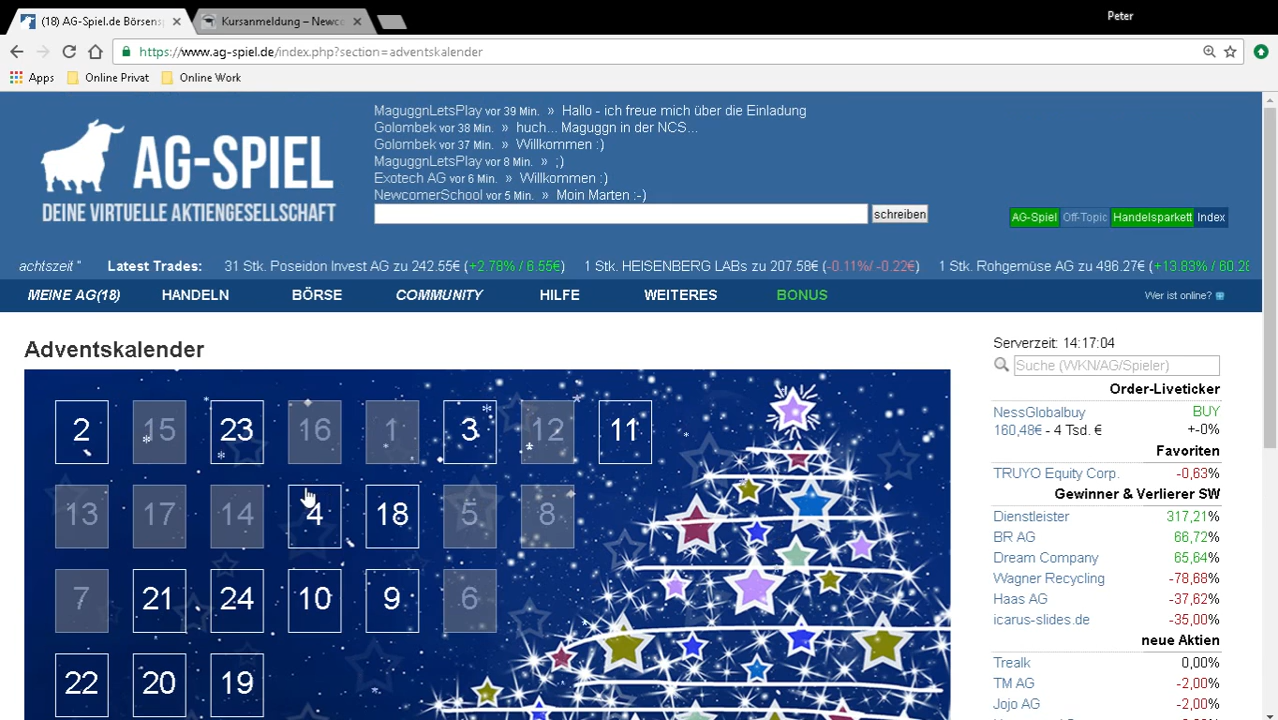 Peter
(18) AG-Spiel.de Börsensp
Kursanmeldung – Newco
https://www.ag-spiel.de/index.php?section=adventskalender
Apps Online Privat Online Work
AG-SPIEL
DEINE VIRTUELLE AKTIENGESELLSCHAFT
MaguggnLetsPlay vor 39 Min. » Hallo - ich freue mich über die Einladung
Golombek vor 38 Min. » huch... Maguggn in der NCS...
Golombek vor 37 Min. » Willkommen :)
MaguggnLetsPlay vor 8 Min. » ;)
Exotech AG vor 6 Min. » Willkommen :)
NewcomerSchool vor 5 Min. » Moin Marten :-)
schreiben
AG-Spiel Off-Topic Handelsparkett Index
achtszeit " Latest Trades: 31 Stk. Poseidon Invest AG zu 242.55€ (+2.78% / 6.55€) 1 Stk. HEISENBERG LABs zu 207.58€ (-0.11%/ -0.22€) 1 Stk. Rohgemüse AG zu 496.27€ (+13.83% / 60.28
MEINE AG(18) HANDELN BÖRSE COMMUNITY HILFE WEITERES BONUS Wer ist online?
Adventskalender
2 15 23 16 1 3 12 11
13 17 14 4 18 5 8
7 21 24 10 9 6
22 20 19
Serverzeit: 14:17:04
Suche (WKN/AG/Spieler)
Order-Liveticker
NessGlobalbuy BUY
160,48€ - 4 Tsd. € +-0%
Favoriten
TRUYO Equity Corp. -0,63%
Gewinner & Verlierer SW
Dienstleister 317,21%
BR AG 66,72%
Dream Company 65,64%
Wagner Recycling -78,68%
Haas AG -37,62%
icarus-slides.de -35,00%
neue Aktien
Trealk 0,00%
TM AG -2,00%
Jojo AG -2,00%